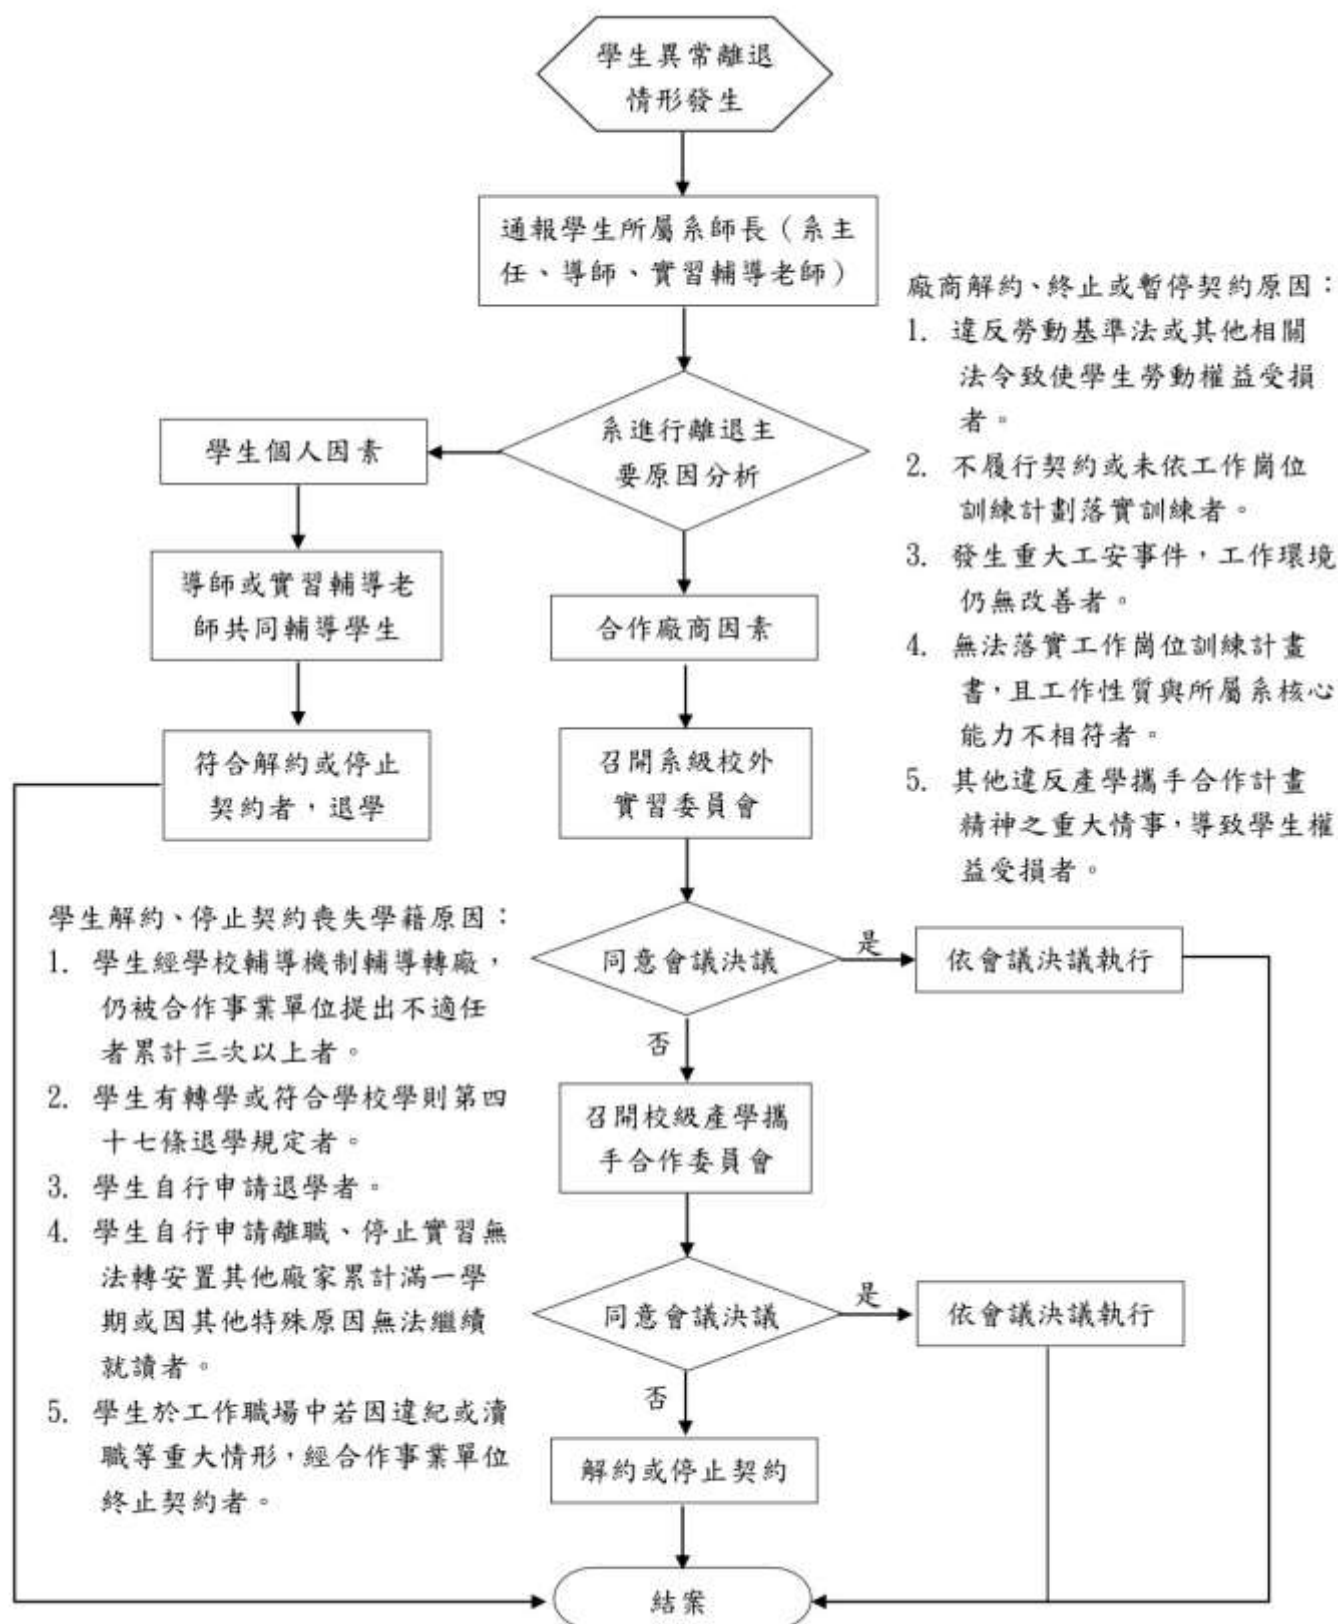 學生異常離退
情形發生
通報學生所屬系師長（系主
任、導師、實習輔導老師）
系進行離退主
要原因分析
學生個人因素
導師或實習輔導老
師共同輔導學生
符合解約或停止
契約者，退學
合作廠商因素
召開系級校外
實習委員會
廠商解約、終止或暫停契約原因：
1. 違反勞動基準法或其他相關
法令致使學生勞動權益受損
者。
2. 不履行契約或未依工作崗位
訓練計劃落實訓練者。
3. 發生重大工安事件，工作環境
仍無改善者。
4. 無法落實工作崗位訓練計畫
書，且工作性質與所屬系核心
能力不相符者。
5. 其他違反產學攜手合作計畫
精神之重大情事，導致學生權
益受損者。
同意會議決議
是
依會議決議執行
否
召開校級產學攜
手合作委員會
同意會議決議
是
依會議決議執行
否
解約或停止契約
學生解約、停止契約喪失學籍原因：
1. 學生經學校輔導機制輔導轉廠，
仍被合作事業單位提出不適任
者累計三次以上者。
2. 學生有轉學或符合學校學則第四
十七條退學規定者。
3. 學生自行申請退學者。
4. 學生自行申請離職、停止實習無
法轉安置其他廠家累計滿一學
期或因其他特殊原因無法繼續
就讀者。
5. 學生於工作職場中若因違紀或瀆
職等重大情形，經合作事業單位
終止契約者。
結案